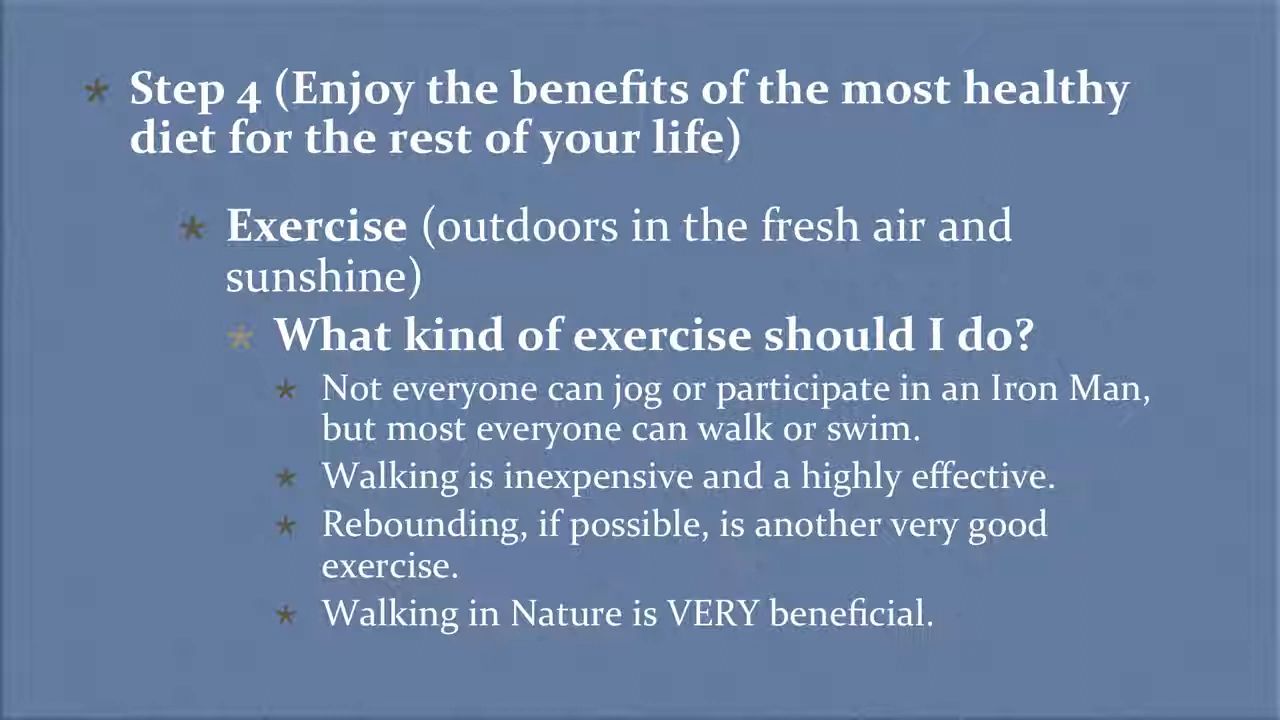 * Step 4 (Enjoy the benefits of the most healthy
diet for the rest of your life)
* Exercise (outdoors in the fresh air and
sunshine)
* What kind of exercise should I do?
* Not everyone can jog or participate in an Iron Man,
but most everyone can walk or swim.
* Walking is inexpensive and a highly effective.
* Rebounding, if possible, is another very good
exercise.
* Walking in Nature is VERY beneficial.